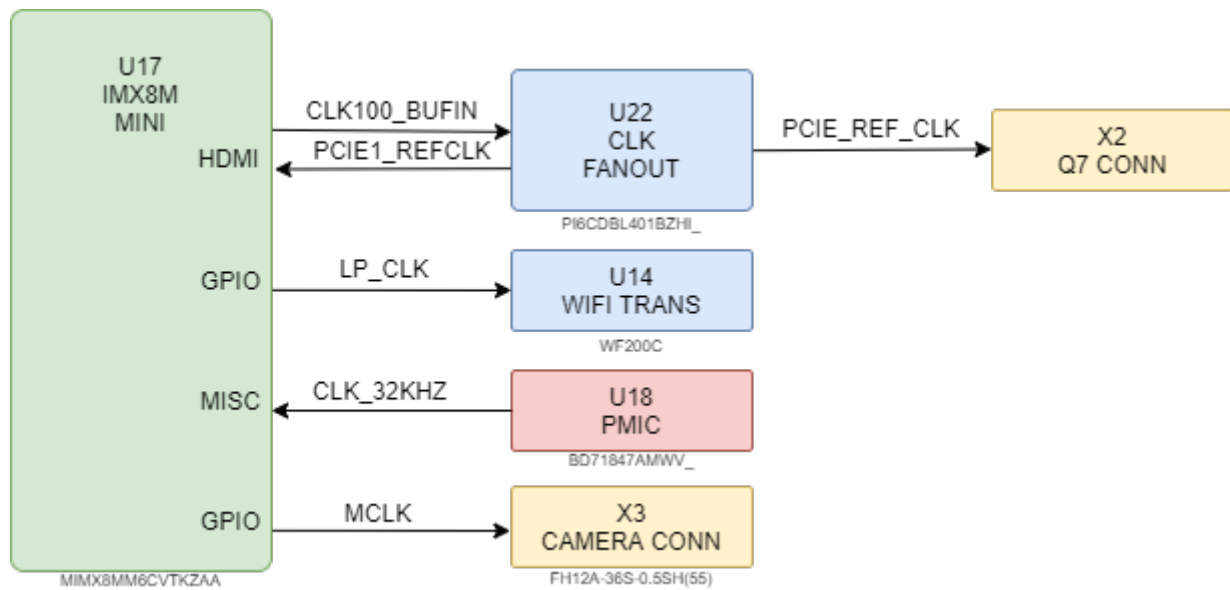 U17
IMX8M
MINI
HDMI
GPIO
MISC
GPIO
MIMX8MM6CVTKZAA
CLK100_BUFIN
PCIE1_REFCLK
U22
CLK
FANOUT
PI6CDBL401BZHI_
PCIE_REF_CLK
X2
Q7 CONN
LP_CLK
U14
WIFI TRANS
WF200C
CLK_32KHZ
U18
PMIC
BD71847AMWV_
MCLK
X3
CAMERA CONN
FH12A-36S-0.5SH(55)